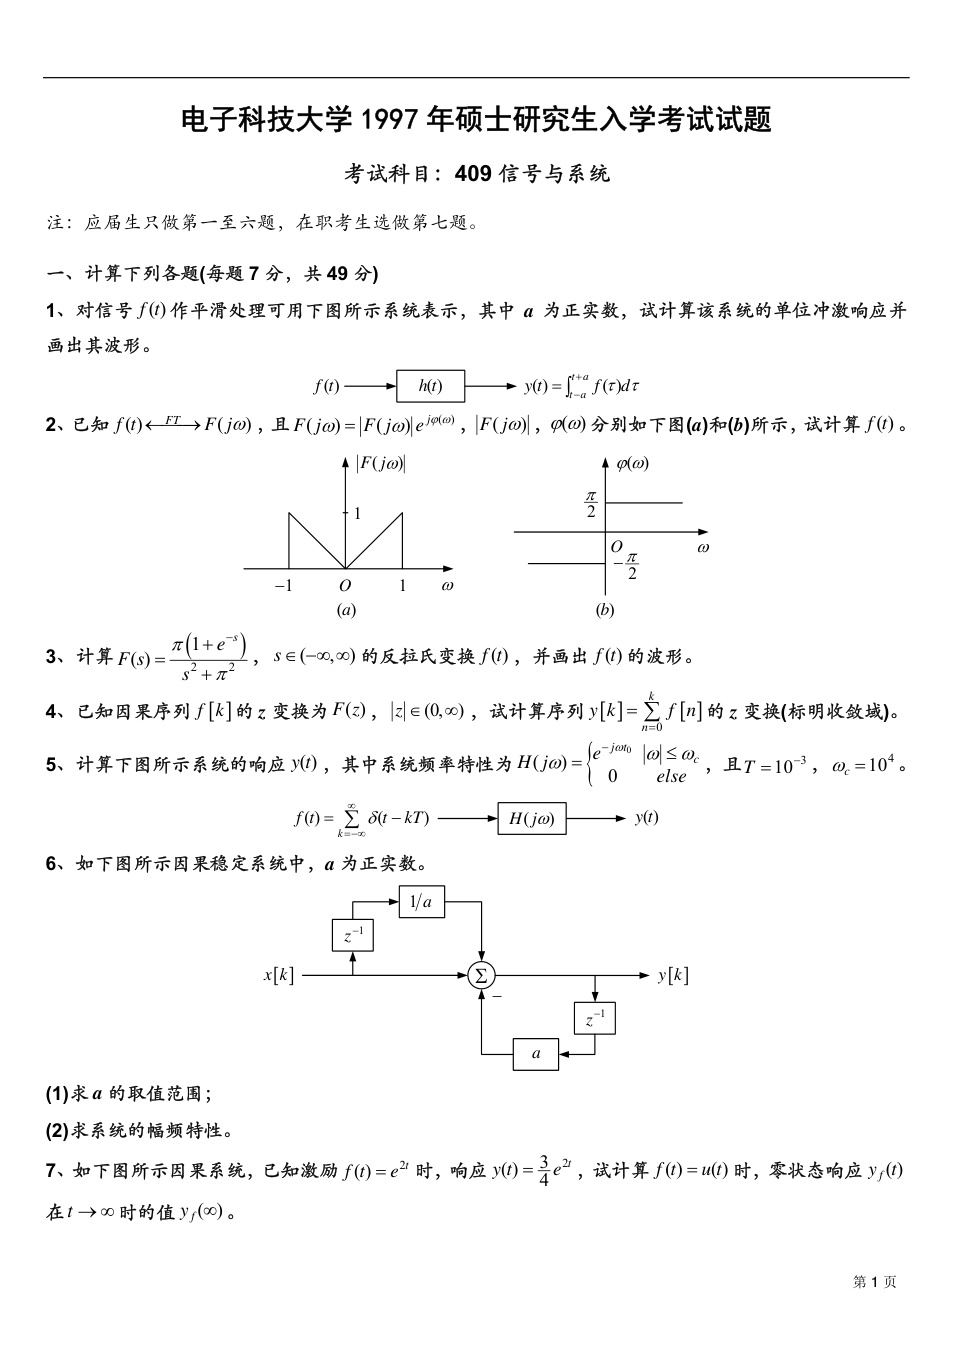 电子科技大学 1997 年硕士研究生入学考试试题
考试科目：409 信号与系统
注：应届生只做第一至六题，在职考生选做第七题。
一、计算下列各题(每题 7 分，共 49 分)
1、对信号 f(t) 作平滑处理可用下图所示系统表示，其中 a 为正实数，试计算该系统的单位冲激响应并
画出其波形。
f(t) h(t) y(t) = ∫_{t−a}^{t+a} f(τ)dτ
2、已知 f(t) ←FT→ F(jω)，且 F(jω) = |F(jω)| e^{jφ(ω)}，|F(jω)|，φ(ω) 分别如下图(a)和(b)所示，试计算 f(t)。
|F(jω)| φ(ω)
1 π/2
O ω −π/2
−1 O 1 ω
(a) (b)
3、计算 F(s) = π(1+e^{−s})/(s²+π²)，s∈(−∞,∞) 的反拉氏变换 f(t)，并画出 f(t) 的波形。
4、已知因果序列 f[k] 的 z 变换为 F(z)，|z|∈(0,∞)，试计算序列 y[k] = ∑_{n=0}^{k} f[n] 的 z 变换(标明收敛域)。
5、计算下图所示系统的响应 y(t)，其中系统频率特性为 H(jω) = { e^{−jωt₀} |ω| ≤ ω_c ; 0 else，且 T = 10⁻³，ω_c = 10⁴。
f(t) = ∑_{k=−∞}^{∞} δ(t − kT) H(jω) y(t)
6、如下图所示因果稳定系统中，a 为正实数。
1/a
z⁻¹
x[k] Σ y[k]
−
z⁻¹
a
(1)求 a 的取值范围；
(2)求系统的幅频特性。
7、如下图所示因果系统，已知激励 f(t) = e^{2t} 时，响应 y(t) = 3/4 e^{2t}，试计算 f(t) = u(t) 时，零状态响应 y_f(t)
在 t → ∞ 时的值 y_f(∞)。
第 1 页